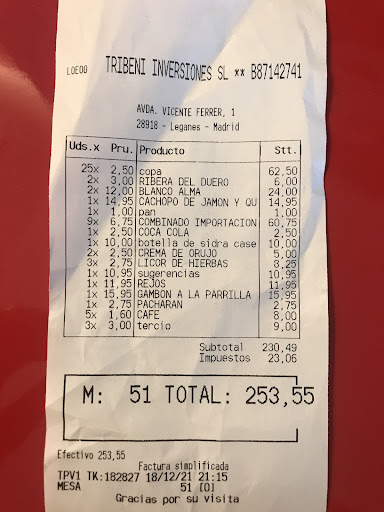 LOEDO TRIBENI INVERSIONES SL ** B87142741
AVDA. VICENTE FERRER, 1
28918 - Leganes - Madrid
Uds.x Pru. Producto Stt.
25x 2,50 copa 62,50
2x 3,00 RIBERA DEL DUERO 6,00
2x 12,00 BLANCO ALMA 24,00
1x 14,95 CACHOPO DE JAMON Y QU 14,95
1x 1,00 pan 1,00
9x 6,75 COMBINADO IMPORTACION 60,75
1x 2,50 COCA COLA 2,50
1x 10,00 botella de sidra case 10,00
2x 2,50 CREMA DE ORUJO 5,00
3x 2,75 LICOR DE HIERBAS 8,25
1x 10,95 sugerencias 10,95
1x 11,95 REJOS 11,95
1x 15,95 GAMBON A LA PARRILLA 15,95
1x 2,75 PACHARAN 2,75
5x 1,60 CAFE 8,00
3x 3,00 tercio 9,00
Subtotal 230,49
Impuestos 23,06
M: 51 TOTAL: 253,55
Efectivo 253,55
Factura simplificada
TPV1 TK:182827 18/12/21 21:15
MESA 51 [0]
Gracias por su visita